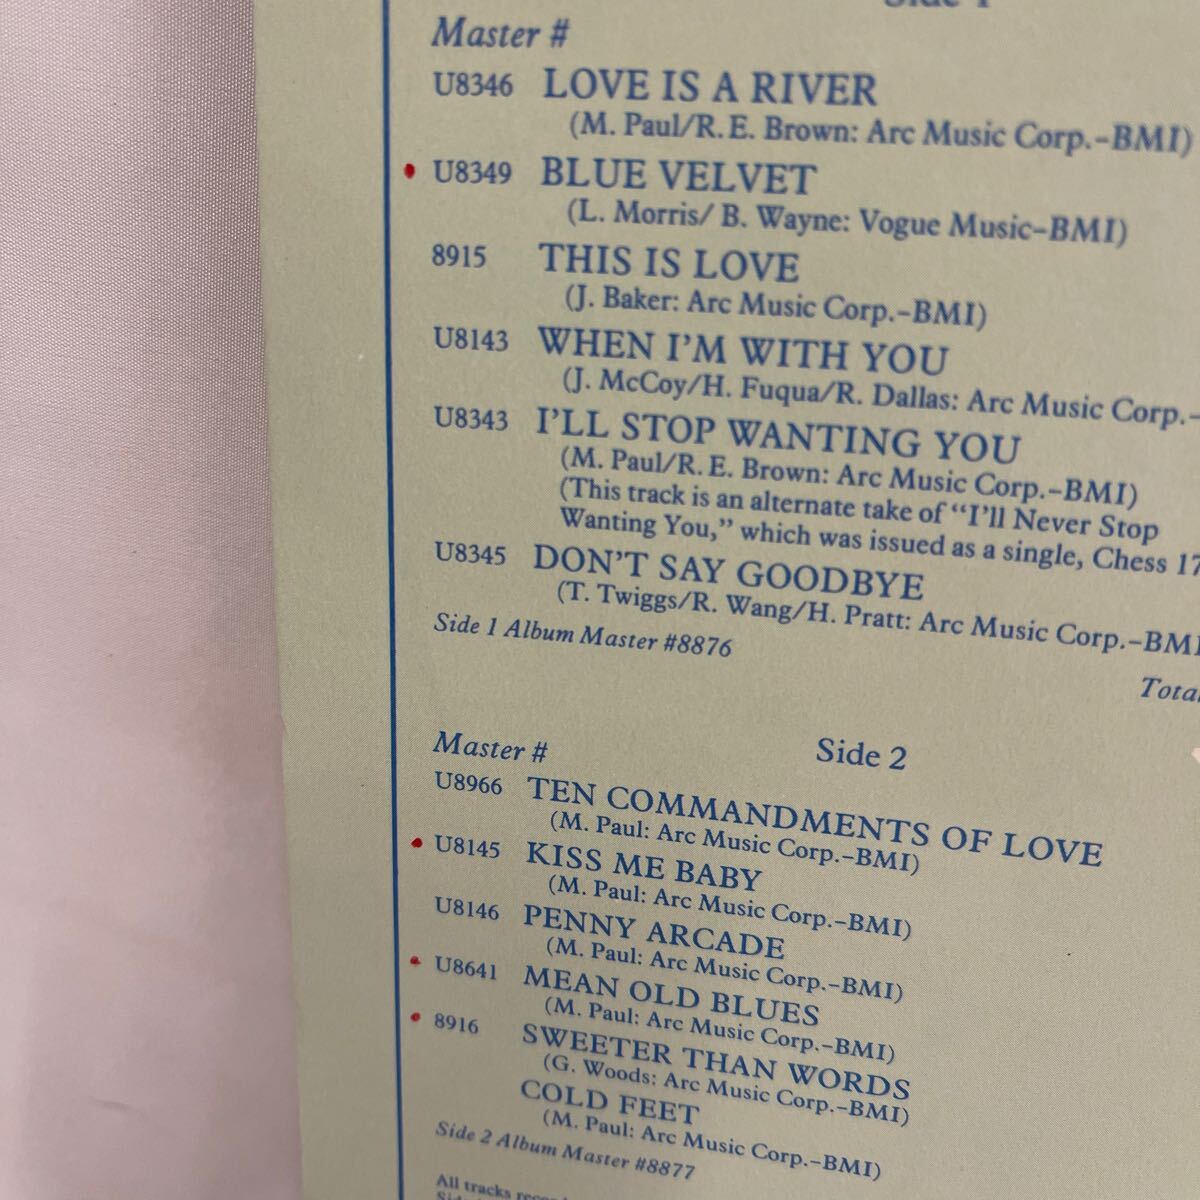 Side 1
Master #
U8346 LOVE IS A RIVER
(M. Paul/R. E. Brown: Arc Music Corp.–BMI)
U8349 BLUE VELVET
(L. Morris/ B. Wayne: Vogue Music–BMI)
8915 THIS IS LOVE
(J. Baker: Arc Music Corp.–BMI)
U8143 WHEN I'M WITH YOU
(J. McCoy/H. Fuqua/R. Dallas: Arc Music Corp.–
U8343 I'LL STOP WANTING YOU
(M. Paul/R. E. Brown: Arc Music Corp.–BMI)
(This track is an alternate take of “I'll Never Stop
Wanting You,” which was issued as a single, Chess 17
U8345 DON'T SAY GOODBYE
(T. Twiggs/R. Wang/H. Pratt: Arc Music Corp.–BMI
Side 1 Album Master #8876
Total
Side 2
Master #
U8966 TEN COMMANDMENTS OF LOVE
(M. Paul: Arc Music Corp.–BMI)
U8145 KISS ME BABY
(M. Paul: Arc Music Corp.–BMI)
U8146 PENNY ARCADE
(M. Paul: Arc Music Corp.–BMI)
U8641 MEAN OLD BLUES
(M. Paul: Arc Music Corp.–BMI)
8916 SWEETER THAN WORDS
(G. Woods: Arc Music Corp.–BMI)
COLD FEET
(M. Paul: Arc Music Corp.–BMI)
Side 2 Album Master #8877
All tracks